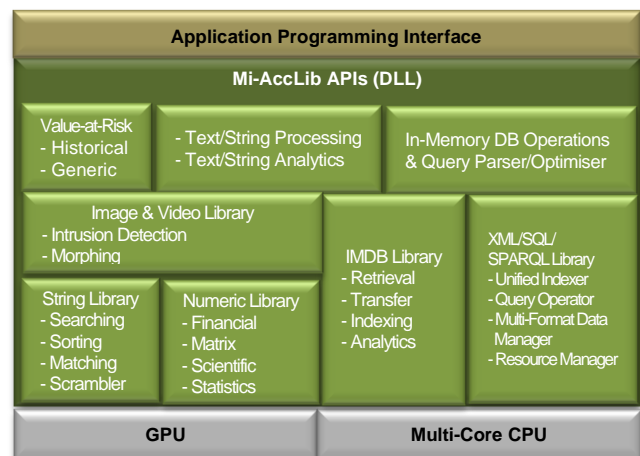 Application Programming Interface
Mi-AccLib APIs (DLL)
Value-at-Risk
- Historical
- Generic
- Text/String Processing
- Text/String Analytics
In-Memory DB Operations
& Query Parser/Optimiser
Image & Video Library
- Intrusion Detection
- Morphing
IMDB Library
- Retrieval
- Transfer
- Indexing
- Analytics
XML/SQL/
SPARQL Library
- Unified Indexer
- Query Operator
- Multi-Format Data
Manager
- Resource Manager
String Library
- Searching
- Sorting
- Matching
- Scrambler
Numeric Library
- Financial
- Matrix
- Scientific
- Statistics
GPU
Multi-Core CPU